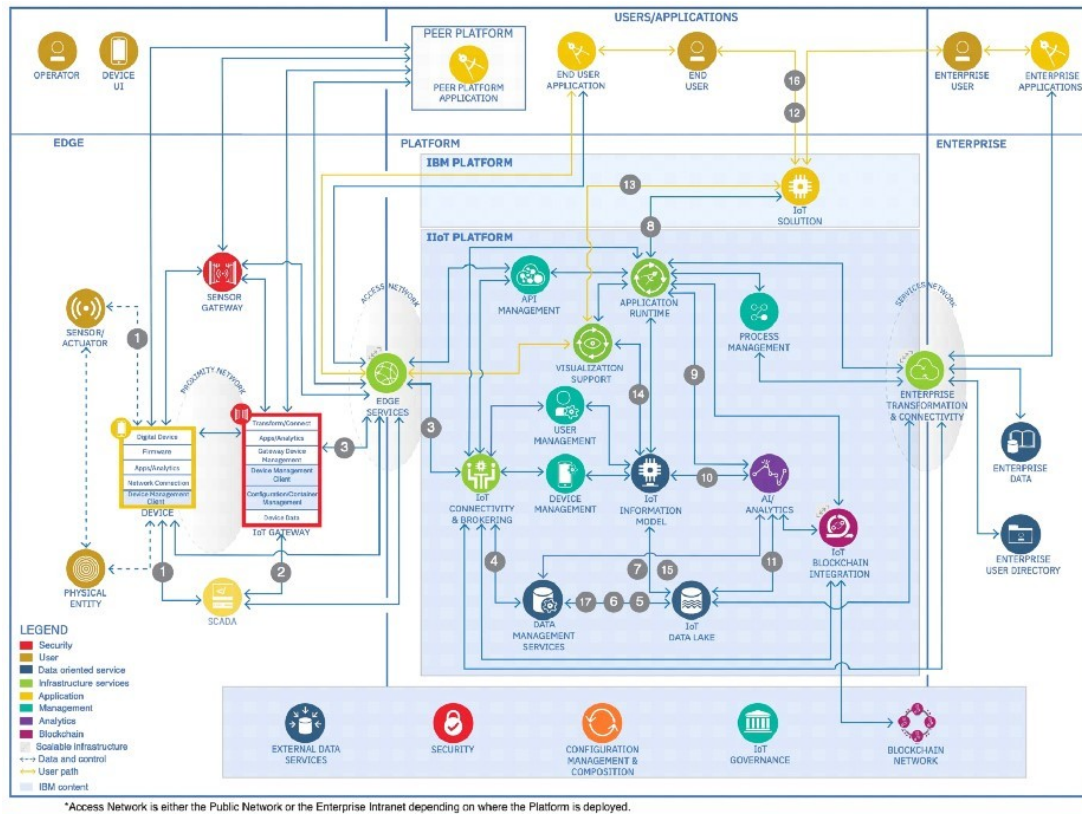 USERS/APPLICATIONS
OPERATOR
DEVICE
UI
PEER PLATFORM
PEER PLATFORM
APPLICATION
END USER
APPLICATION
END
USER
16
12
ENTERPRISE
USER
ENTERPRISE
APPLICATIONS
EDGE
PLATFORM
ENTERPRISE
IBM PLATFORM
13
IoT
SOLUTION
8
IIoT PLATFORM
SENSOR
GATEWAY
ACCESS NETWORK
API
MANAGEMENT
APPLICATION
RUNTIME
PROCESS
MANAGEMENT
SERVICES NETWORK
SENSOR/
ACTUATOR
1
PROXIMITY NETWORK
EDGE
SERVICES
VISUALIZATION
SUPPORT
9
14
ENTERPRISE
TRANSFORMATION
& CONNECTIVITY
Digital Device
Firmware
Apps/Analytics
Network Connection
Device Management
Client
DEVICE
Transform/Connect
Apps/Analytics
Gateway Device
Management
Device Management
Client
Configuration/Container
Management
Device Data
IoT GATEWAY
3
3
USER
MANAGEMENT
IoT
CONNECTIVITY
& BROKERING
DEVICE
MANAGEMENT
IoT
INFORMATION
MODEL
10
AI/
ANALYTICS
ENTERPRISE
DATA
IoT
BLOCKCHAIN
INTEGRATION
ENTERPRISE
USER DIRECTORY
PHYSICAL
ENTITY
1
2
SCADA
4
7
15
11
17
6
5
DATA
MANAGEMENT
SERVICES
IoT
DATA LAKE
LEGEND
Security
User
Data oriented service
Infrastructure services
Application
Management
Analytics
Blockchain
Scalable infrastructure
Data and control
User path
IBM content
EXTERNAL DATA
SERVICES
SECURITY
CONFIGURATION
MANAGEMENT &
COMPOSITION
IoT
GOVERNANCE
BLOCKCHAIN
NETWORK
*Access Network is either the Public Network or the Enterprise Intranet depending on where the Platform is deployed.